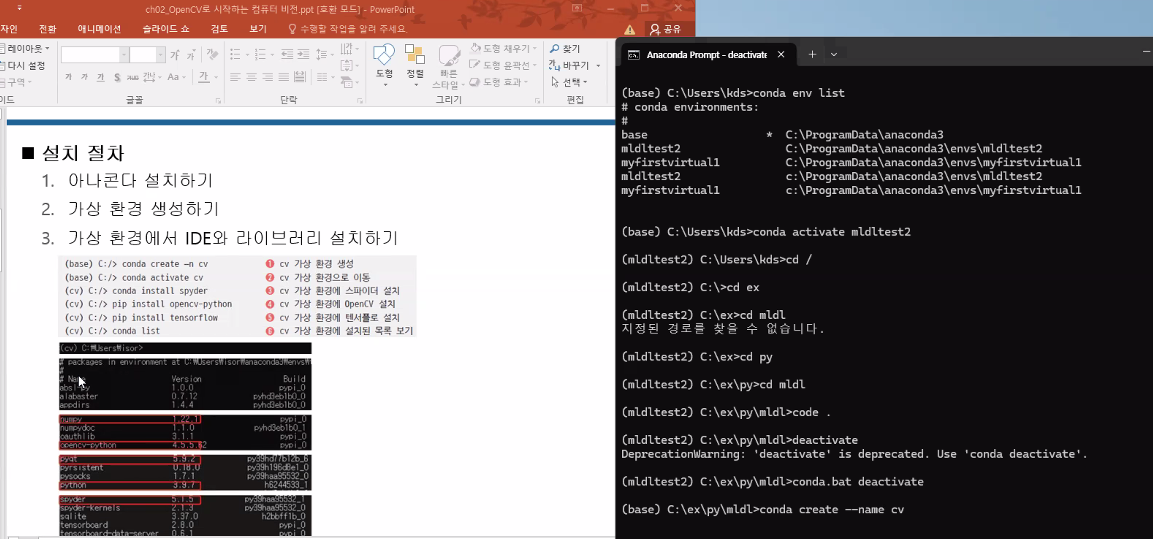 ch02_OpenCV로 시작하는 컴퓨터 비전.ppt [호환 모드] - PowerPoint
자인 전환 애니메이션 슬라이드 쇼 검토 보기 수행할 작업을 알려 주세요. 공유
레이아웃
다시 설정
구역
가 가 가 S abc 간 Aa 가
도형
정렬
빠른
스타일
도형 채우기
도형 윤곽선
도형 효과
찾기
바꾸기
선택
이드 글꼴 단락 그리기 편집
■ 설치 절차
1. 아나콘다 설치하기
2. 가상 환경 생성하기
3. 가상 환경에서 IDE와 라이브러리 설치하기
(base) C:/> conda create –n cv ❶ cv 가상 환경 생성
(base) C:/> conda activate cv ❷ cv 가상 환경으로 이동
(cv) C:/> conda install spyder ❸ cv 가상 환경에 스파이더 설치
(cv) C:/> pip install opencv-python ❹ cv 가상 환경에 OpenCV 설치
(cv) C:/> pip install tensorflow ❺ cv 가상 환경에 텐서플로 설치
(cv) C:/> conda list ❻ cv 가상 환경에 설치된 목록 보기
(cv) C:₩Users₩isor>
# packages in environment at C:₩Users₩isor₩anaconda3₩envs₩
#
# Name Version Build
absl-py 1.0.0 pypi_0
alabaster 0.7.12 pyhd3eb1b0_0
appdirs 1.4.4 pyhd3eb1b0_0
numpy 1.22.1 pypi_0
numpydoc 1.1.0 pyhd3eb1b0_1
oauthlib 3.1.1 pypi_0
opencv-python 4.5.5.62 pypi_0
pyqt 5.9.2 py39hd77b12b_6
pyrsistent 0.18.0 py39h196d8e1_0
pysocks 1.7.1 py39haa95532_0
python 3.9.7 h6244533_1
spyder 5.1.5 py39haa95532_1
spyder-kernels 2.1.3 py39haa95532_0
sqlite 3.37.0 h2bbff1b_0
tensorboard 2.8.0 pypi_0
tensorboard-data-server 0.6.1 pypi_0
Anaconda Prompt - deactivate
(base) C:\Users\kds>conda env list
# conda environments:
#
base * C:\ProgramData\anaconda3
mldltest2 C:\ProgramData\anaconda3\envs\mldltest2
myfirstvirtual1 C:\ProgramData\anaconda3\envs\myfirstvirtual1
mldltest2 c:\ProgramData\anaconda3\envs\mldltest2
myfirstvirtual1 c:\ProgramData\anaconda3\envs\myfirstvirtual1
(base) C:\Users\kds>conda activate mldltest2
(mldltest2) C:\Users\kds>cd /
(mldltest2) C:\>cd ex
(mldltest2) C:\ex>cd mldl
지정된 경로를 찾을 수 없습니다.
(mldltest2) C:\ex>cd py
(mldltest2) C:\ex\py>cd mldl
(mldltest2) C:\ex\py\mldl>code .
(mldltest2) C:\ex\py\mldl>deactivate
DeprecationWarning: 'deactivate' is deprecated. Use 'conda deactivate'.
(mldltest2) C:\ex\py\mldl>conda.bat deactivate
(base) C:\ex\py\mldl>conda create --name cv